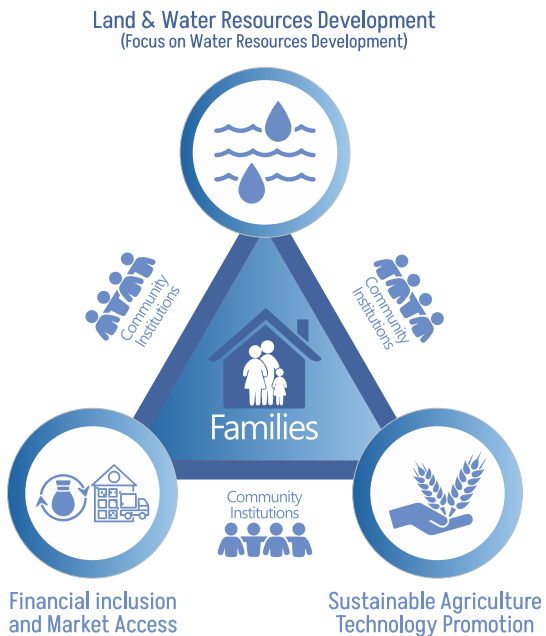 Land & Water Resources Development
(Focus on Water Resources Development)
Community
Institutions
Community
Institutions
Families
Community
Institutions
Financial inclusion
and Market Access
Sustainable Agriculture
Technology Promotion